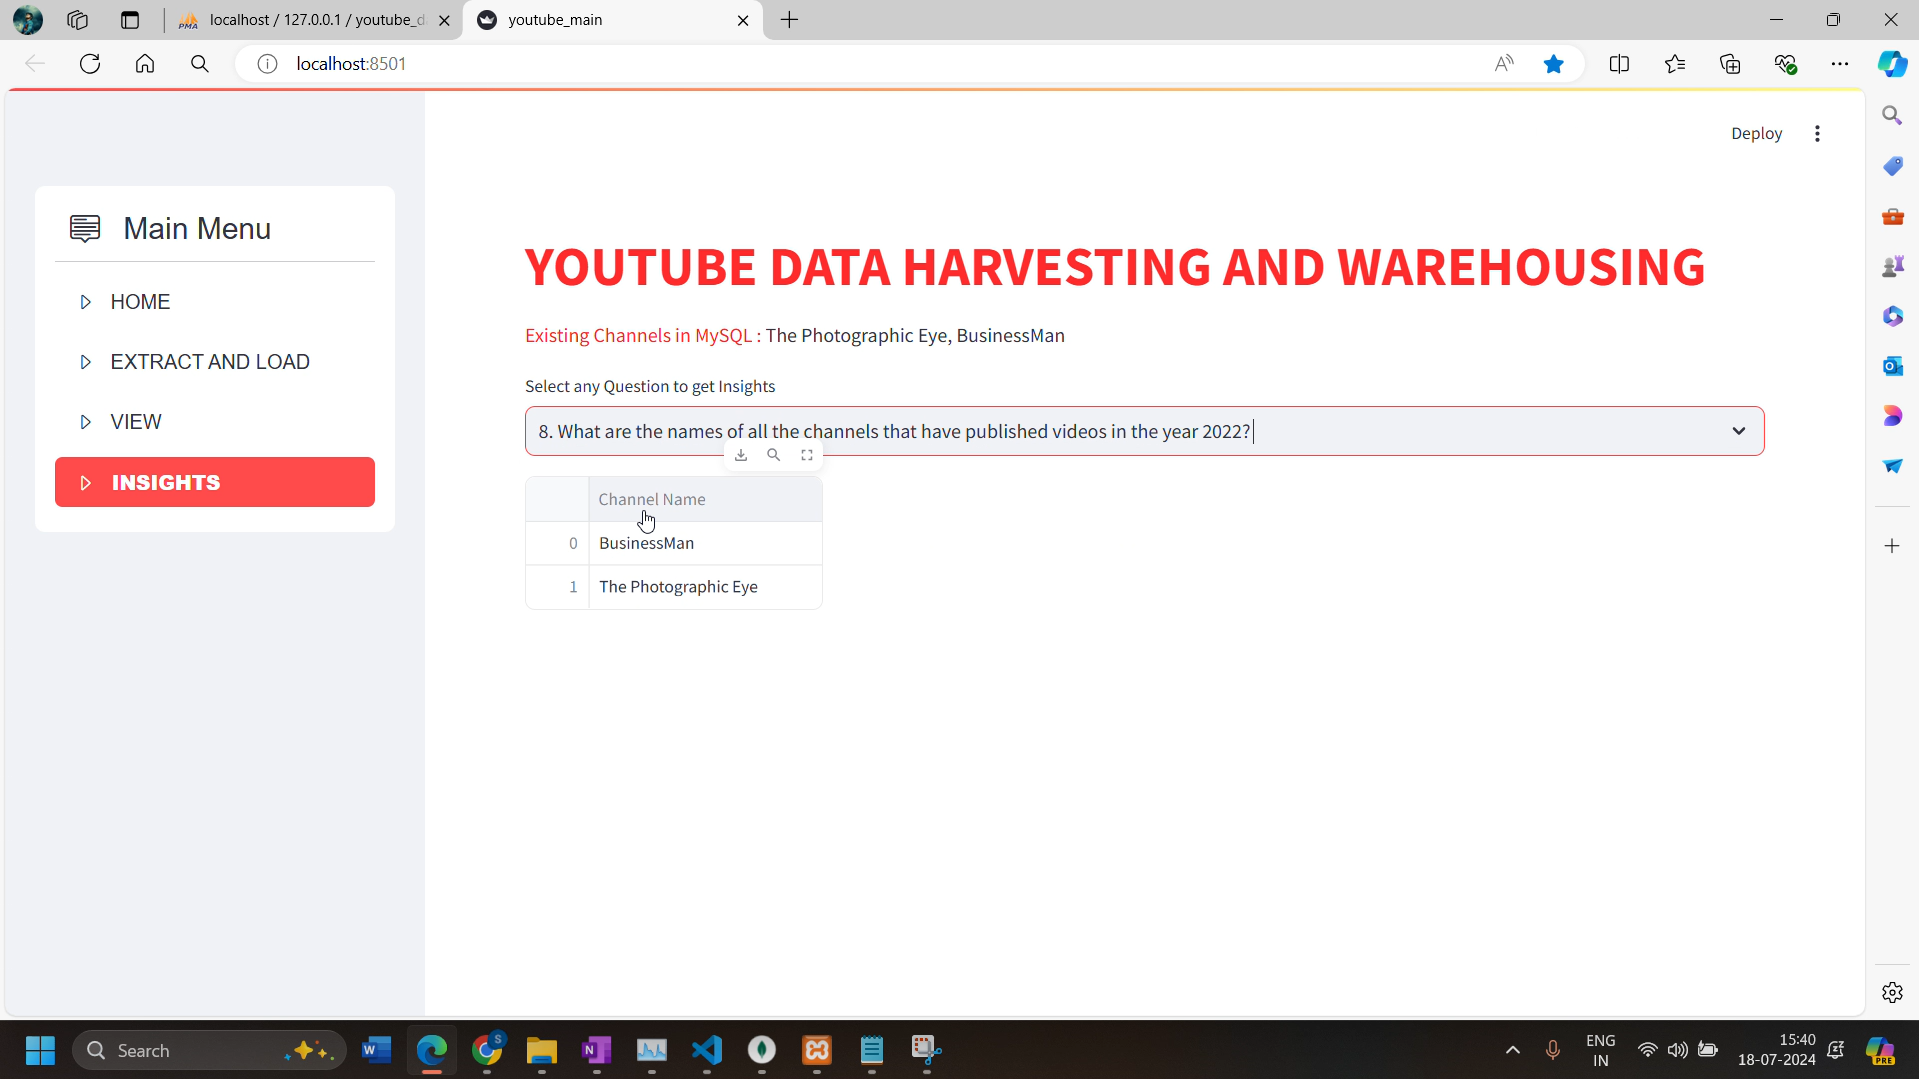 localhost / 127.0.0.1 / youtube_d
youtube_main
localhost:8501
Deploy
Main Menu
HOME
EXTRACT AND LOAD
VIEW
INSIGHTS
YOUTUBE DATA HARVESTING AND WAREHOUSING
Existing Channels in MySQL : The Photographic Eye, BusinessMan
Select any Question to get Insights
8. What are the names of all the channels that have published videos in the year 2022?
Channel Name
0 BusinessMan
1 The Photographic Eye
Search
ENG
IN
15:40
18-07-2024